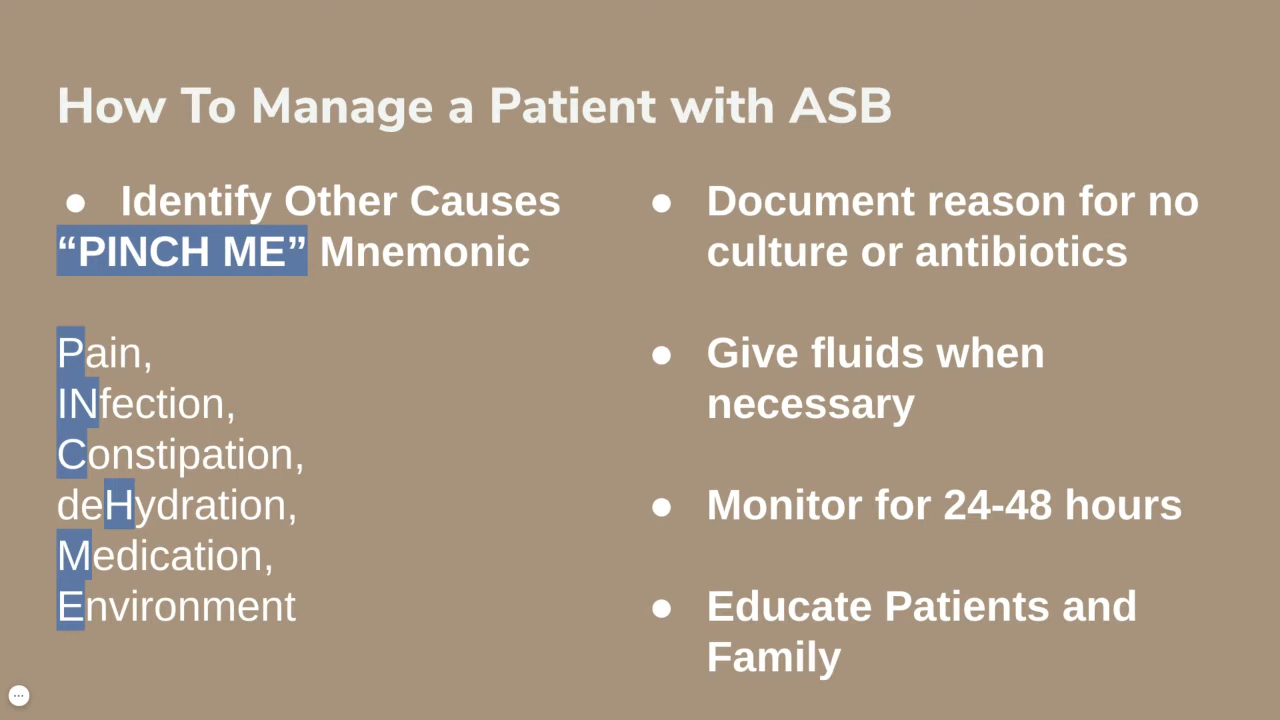 How To Manage a Patient with ASB
● Identify Other Causes
“PINCH ME” Mnemonic
Pain,
INfection,
Constipation,
deHydration,
Medication,
Environment
● Document reason for no
culture or antibiotics
● Give fluids when
necessary
● Monitor for 24-48 hours
● Educate Patients and
Family